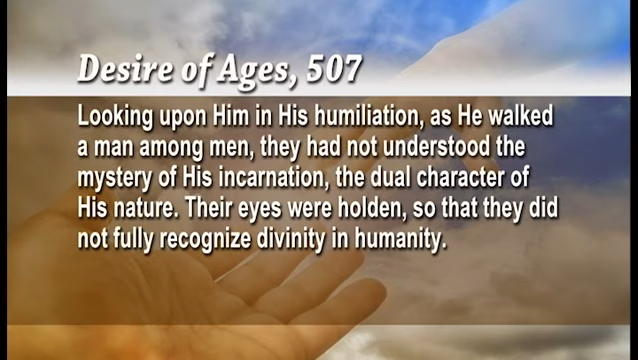 Desire of Ages, 507
Looking upon Him in His humiliation, as He walked
a man among men, they had not understood the
mystery of His incarnation, the dual character of
His nature. Their eyes were holden, so that they did
not fully recognize divinity in humanity.